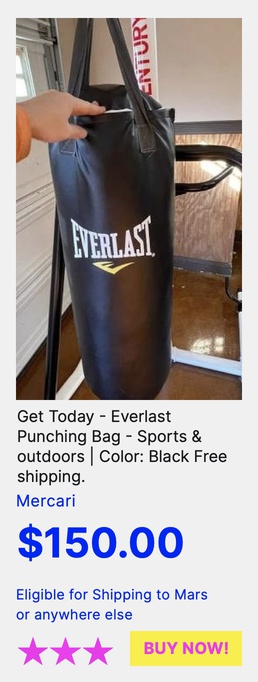 CENTURY
EVERLAST
Get Today - Everlast
Punching Bag - Sports &
outdoors | Color: Black Free
shipping.
Mercari
$150.00
Eligible for Shipping to Mars
or anywhere else
BUY NOW!